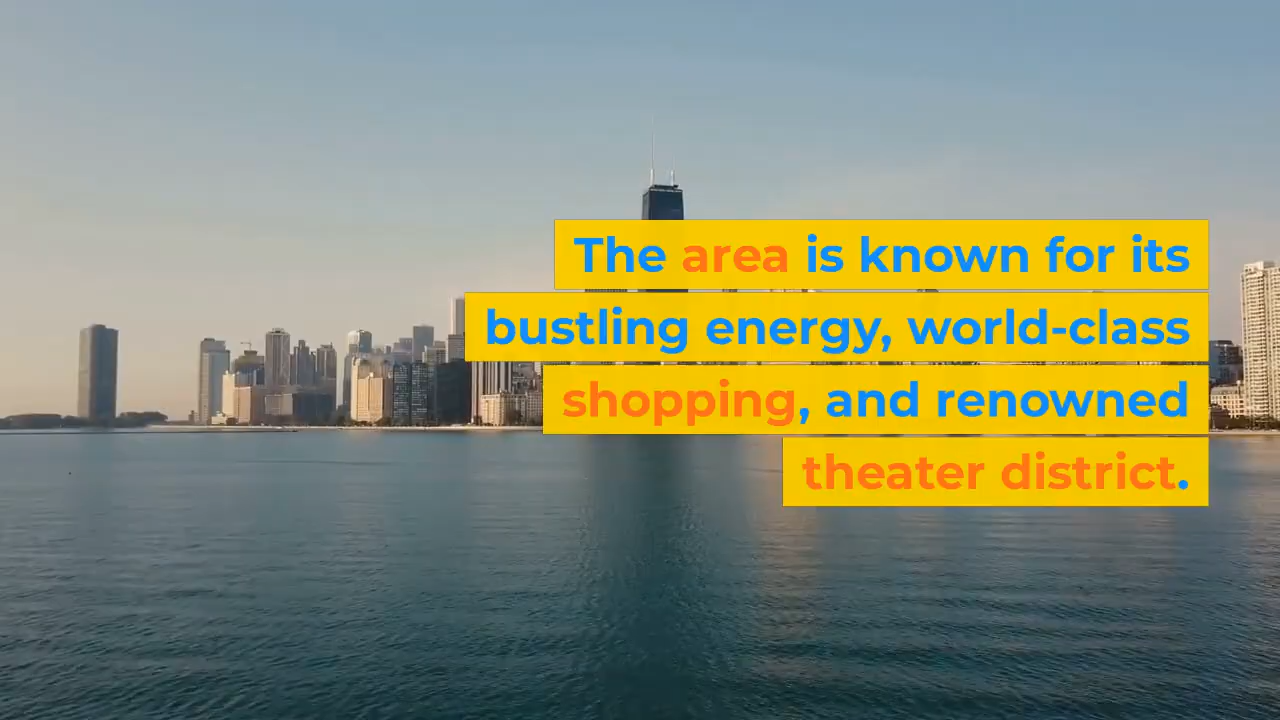 The area is known for its
bustling energy, world-class
shopping, and renowned
theater district.